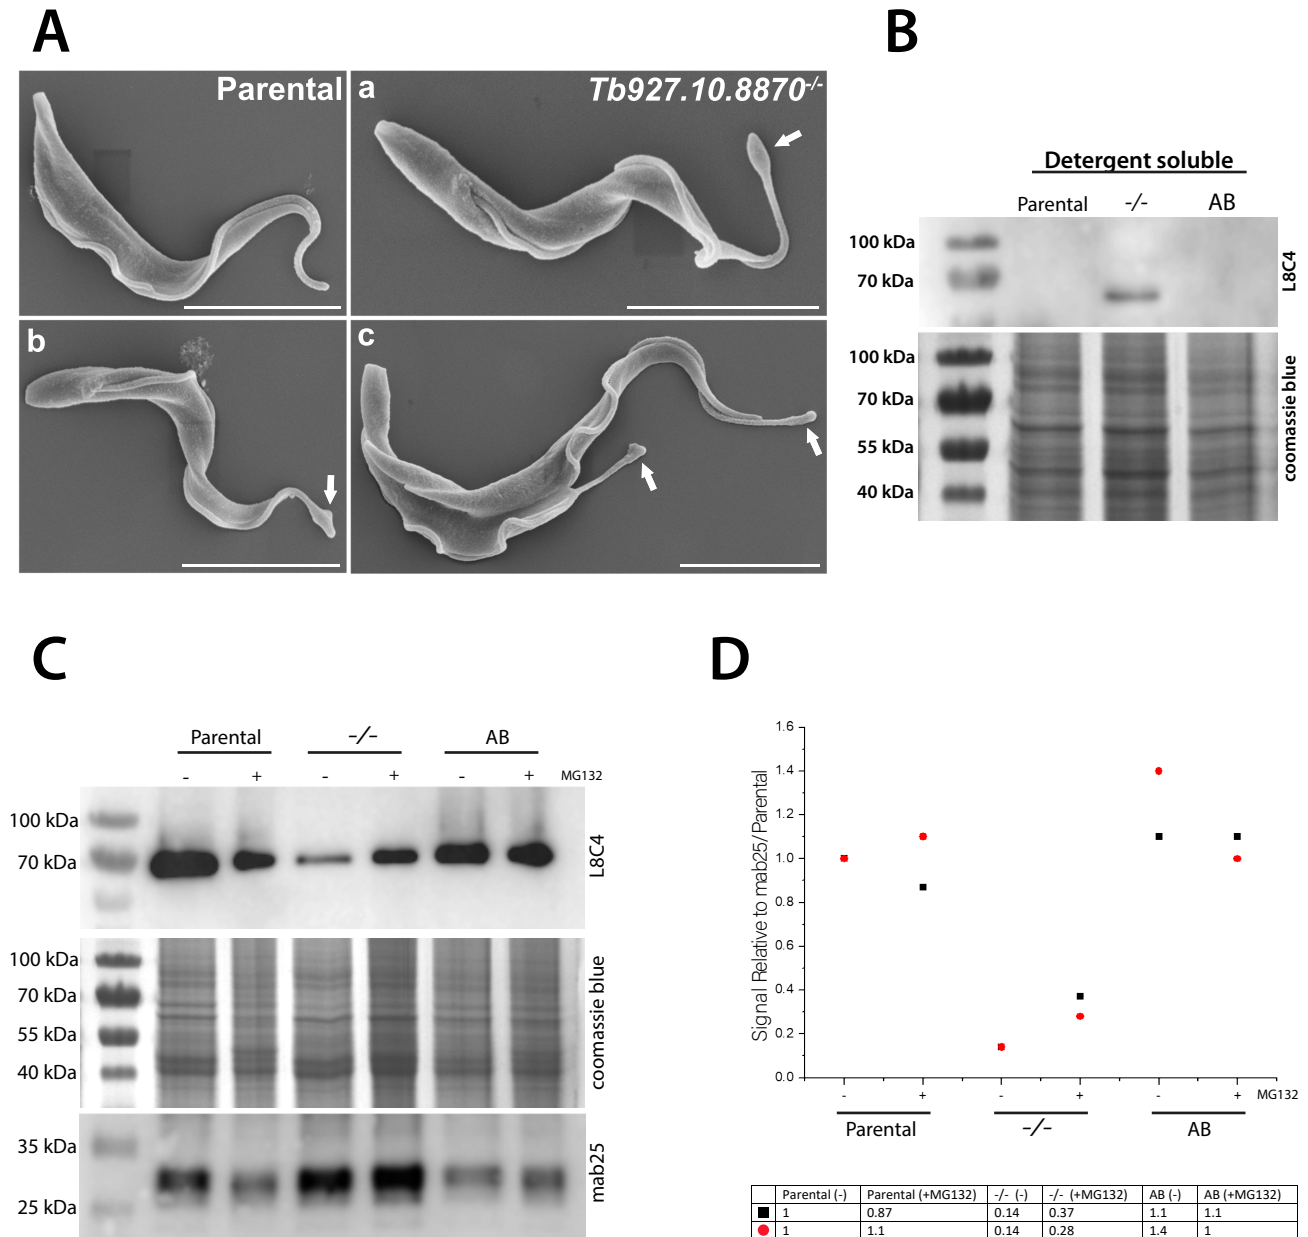 A
B
Parental
a
Tb927.10.8870-/-
b
c
Detergent soluble
Parental -/- AB
100 kDa
70 kDa
L8C4
100 kDa
70 kDa
55 kDa
40 kDa
coomassie blue
C
D
Parental -/- AB
- + - + - + MG132
100 kDa
70 kDa
L8C4
100 kDa
70 kDa
55 kDa
40 kDa
coomassie blue
35 kDa
25 kDa
mab25
Signal Relative to mab25/Parental
1.6
1.4
1.2
1.0
0.8
0.6
0.4
0.2
0.0
- + - + - + MG132
Parental -/- AB
Parental (-) Parental (+MG132) -/- (-) -/- (+MG132) AB (-) AB (+MG132)
1 0.87 0.14 0.37 1.1 1.1
1 1.1 0.14 0.28 1.4 1